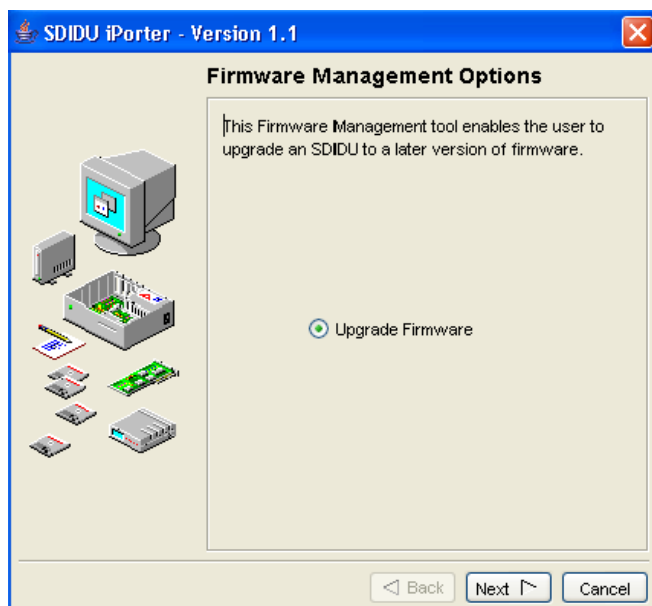 SDIDU iPorter - Version 1.1
Firmware Management Options
This Firmware Management tool enables the user to
upgrade an SDIDU to a later version of firmware.
Upgrade Firmware
Back Next Cancel